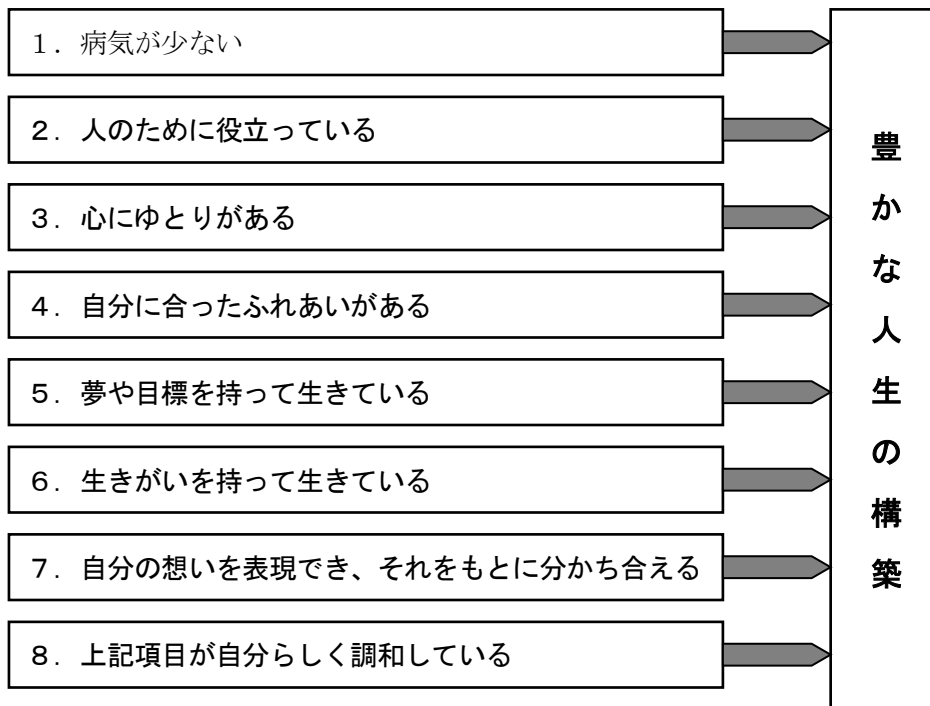 １．病気が少ない
２．人のために役立っている
３．心にゆとりがある
４．自分に合ったふれあいがある
５．夢や目標を持って生きている
６．生きがいを持って生きている
７．自分の想いを表現でき、それをもとに分かち合える
８．上記項目が自分らしく調和している
豊かな人生の構築